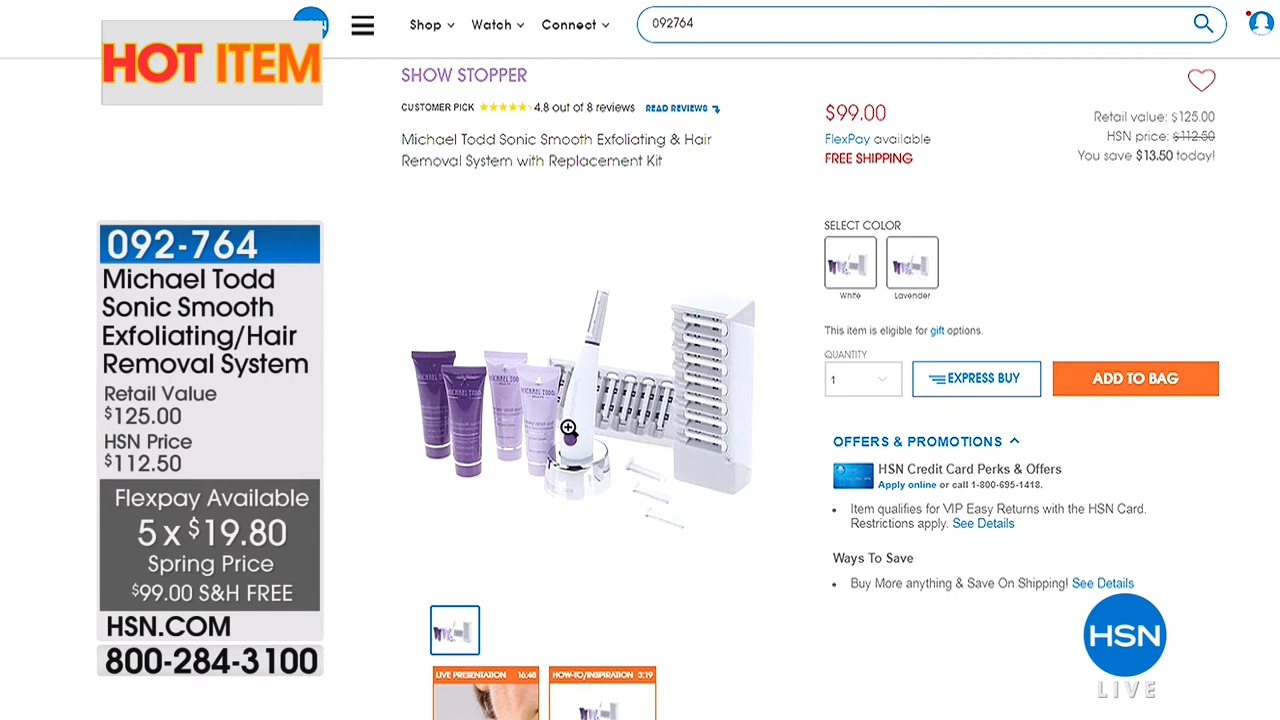 HOT ITEM
Shop
Watch
Connect
092764
SHOW STOPPER
CUSTOMER PICK 4.8 out of 8 reviews READ REVIEWS
Michael Todd Sonic Smooth Exfoliating & Hair
Removal System with Replacement Kit
$99.00
FlexPay available
FREE SHIPPING
Retail value: $125.00
HSN price: $112.50
You save $13.50 today!
092-764
Michael Todd
Sonic Smooth
Exfoliating/Hair
Removal System
Retail Value
$125.00
HSN Price
$112.50
Flexpay Available
5 x $19.80
Spring Price
$99.00 S&H FREE
HSN.COM
800-284-3100
MICHAEL TODD
MICHAEL TODD
SELECT COLOR
White
Lavender
This item is eligible for gift options.
QUANTITY
1
EXPRESS BUY
ADD TO BAG
OFFERS & PROMOTIONS
HSN Credit Card Perks & Offers
Apply online or call 1-800-695-1418.
• Item qualifies for VIP Easy Returns with the HSN Card.
Restrictions apply. See Details
Ways To Save
• Buy More anything & Save On Shipping! See Details
LIVE PRESENTATION 16:48
HOW-TO/INSPIRATION 3:19
HSN
LIVE